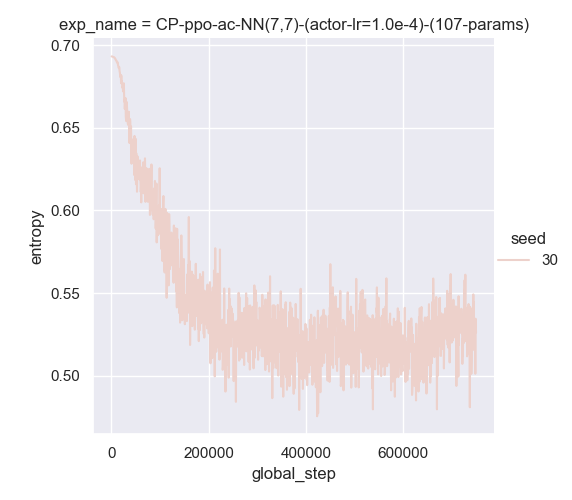 exp_name = CP-ppo-ac-NN(7,7)-(actor-lr=1.0e-4)-(107-params)
0.70
0.65
0.60
0.55
0.50
entropy
0
200000
400000
600000
global_step
seed
30